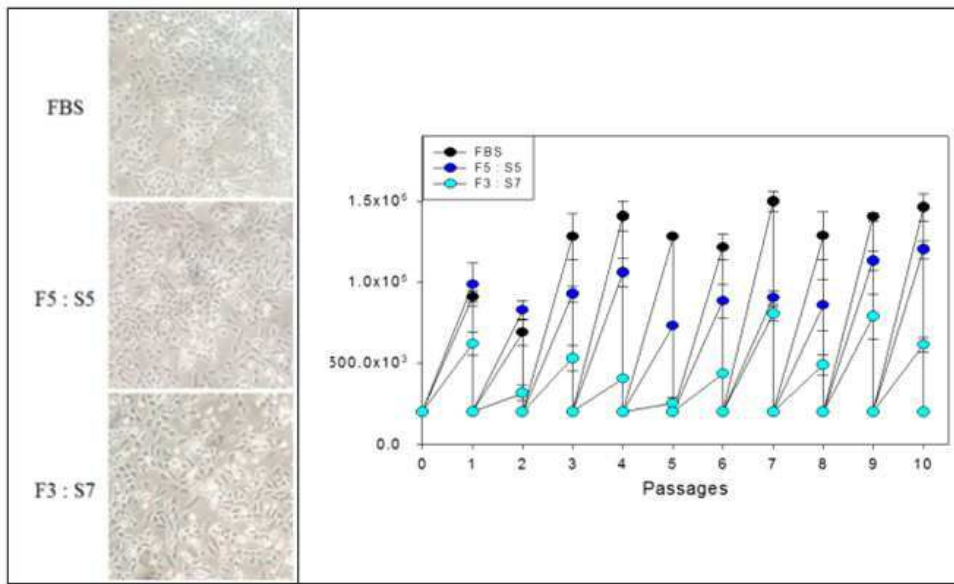 FBS
F5 : S5
F3 : S7
FBS
F5 : S5
F3 : S7
1.5x10⁶
1.0x10⁶
500.0x10³
0.0
0 1 2 3 4 5 6 7 8 9 10
Passages